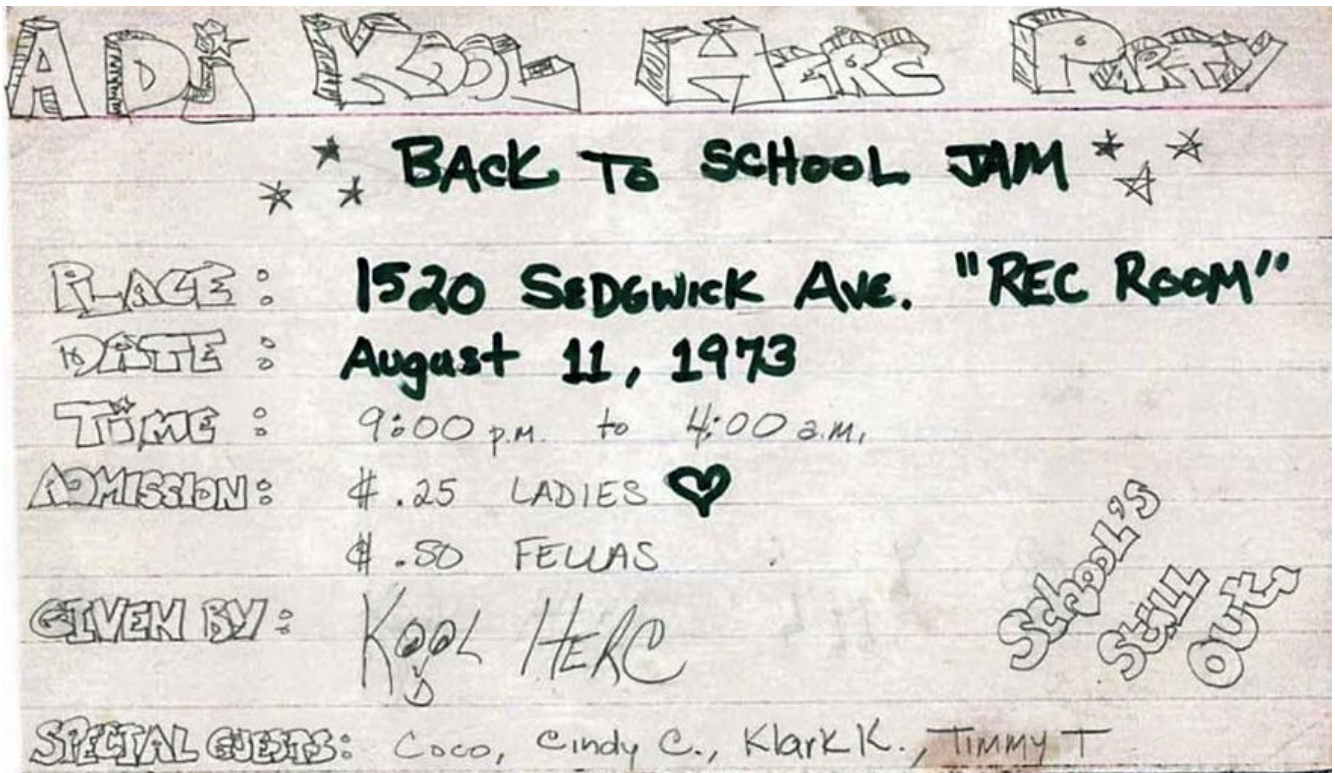 A DJ KOOL HERC PARTY
BACK TO SCHOOL JAM
PLACE: 1520 SEDGWICK AVE. "REC ROOM"
DATE: August 11, 1973
TIME: 9:00 p.m. to 4:00 a.m.
ADMISSION: $.25 LADIES
$.50 FELLAS
GIVEN BY: KOOL HERC
SCHOOL'S
STILL
OUT.
SPECIAL GUESTS: Coco, Cindy C., Klark K., TIMMY T